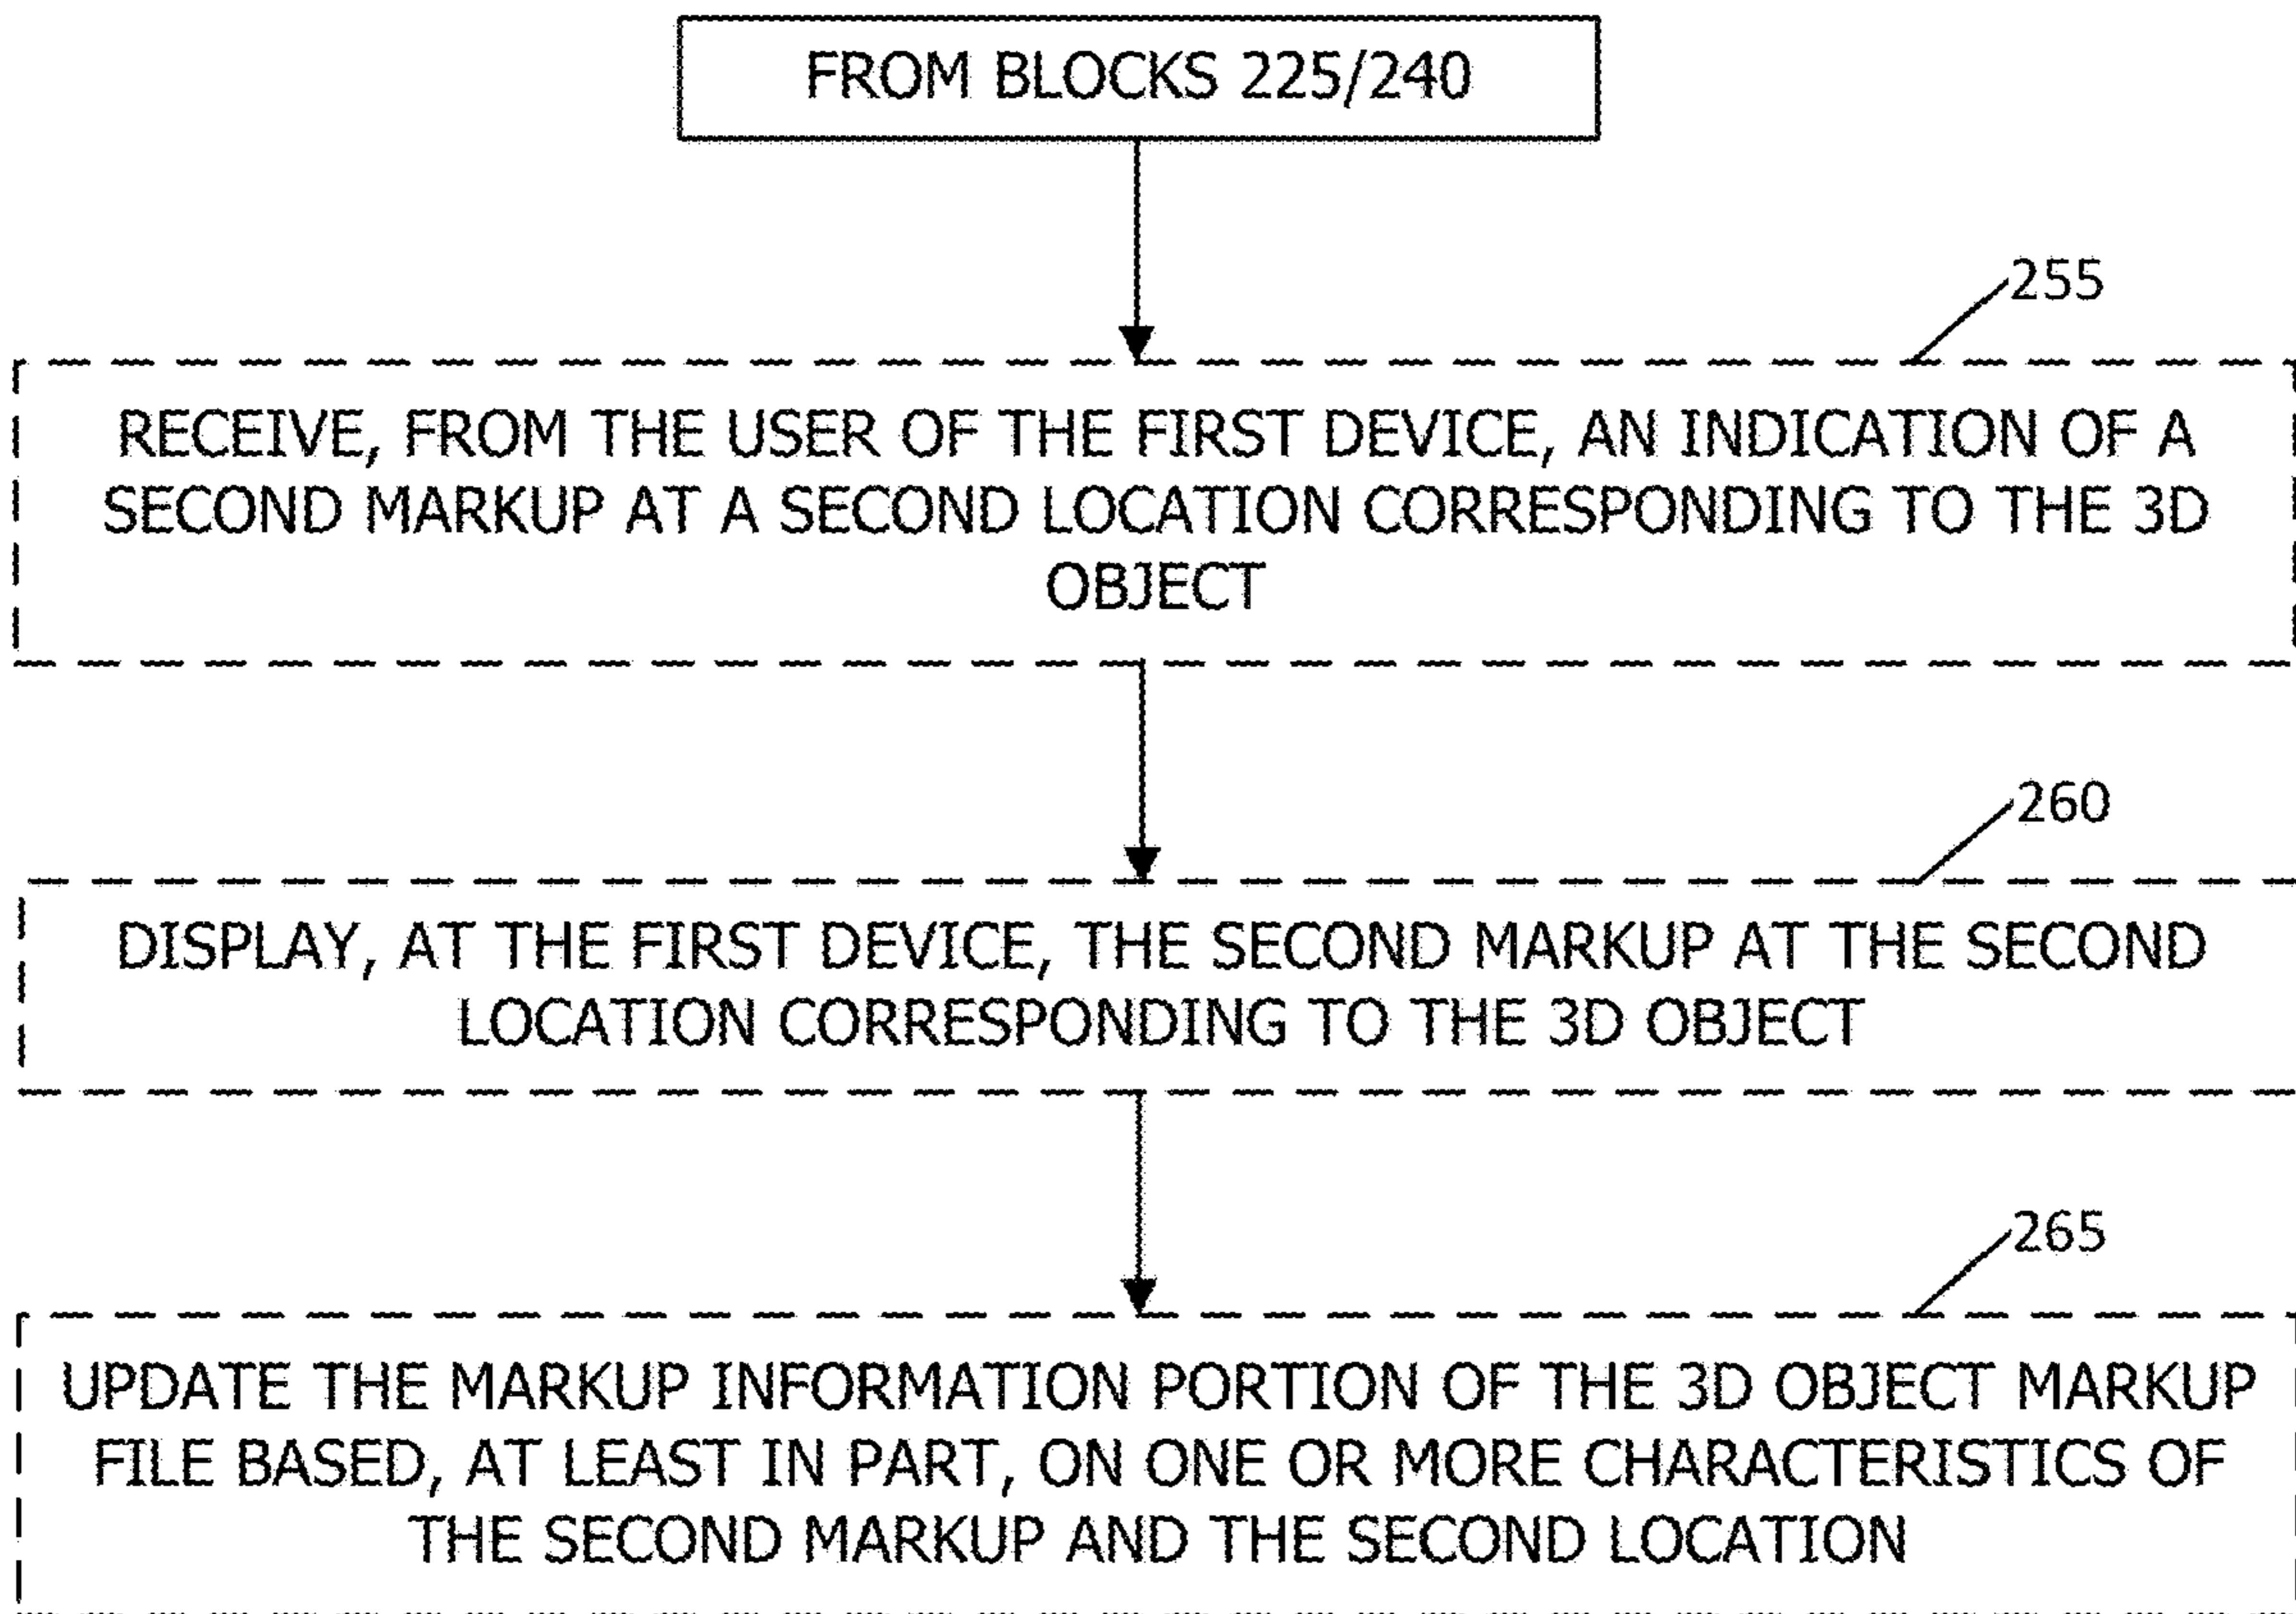 FROM BLOCKS 225/240
255
RECEIVE, FROM THE USER OF THE FIRST DEVICE, AN INDICATION OF A
SECOND MARKUP AT A SECOND LOCATION CORRESPONDING TO THE 3D
OBJECT
260
DISPLAY, AT THE FIRST DEVICE, THE SECOND MARKUP AT THE SECOND
LOCATION CORRESPONDING TO THE 3D OBJECT
265
UPDATE THE MARKUP INFORMATION PORTION OF THE 3D OBJECT MARKUP
FILE BASED, AT LEAST IN PART, ON ONE OR MORE CHARACTERISTICS OF
THE SECOND MARKUP AND THE SECOND LOCATION